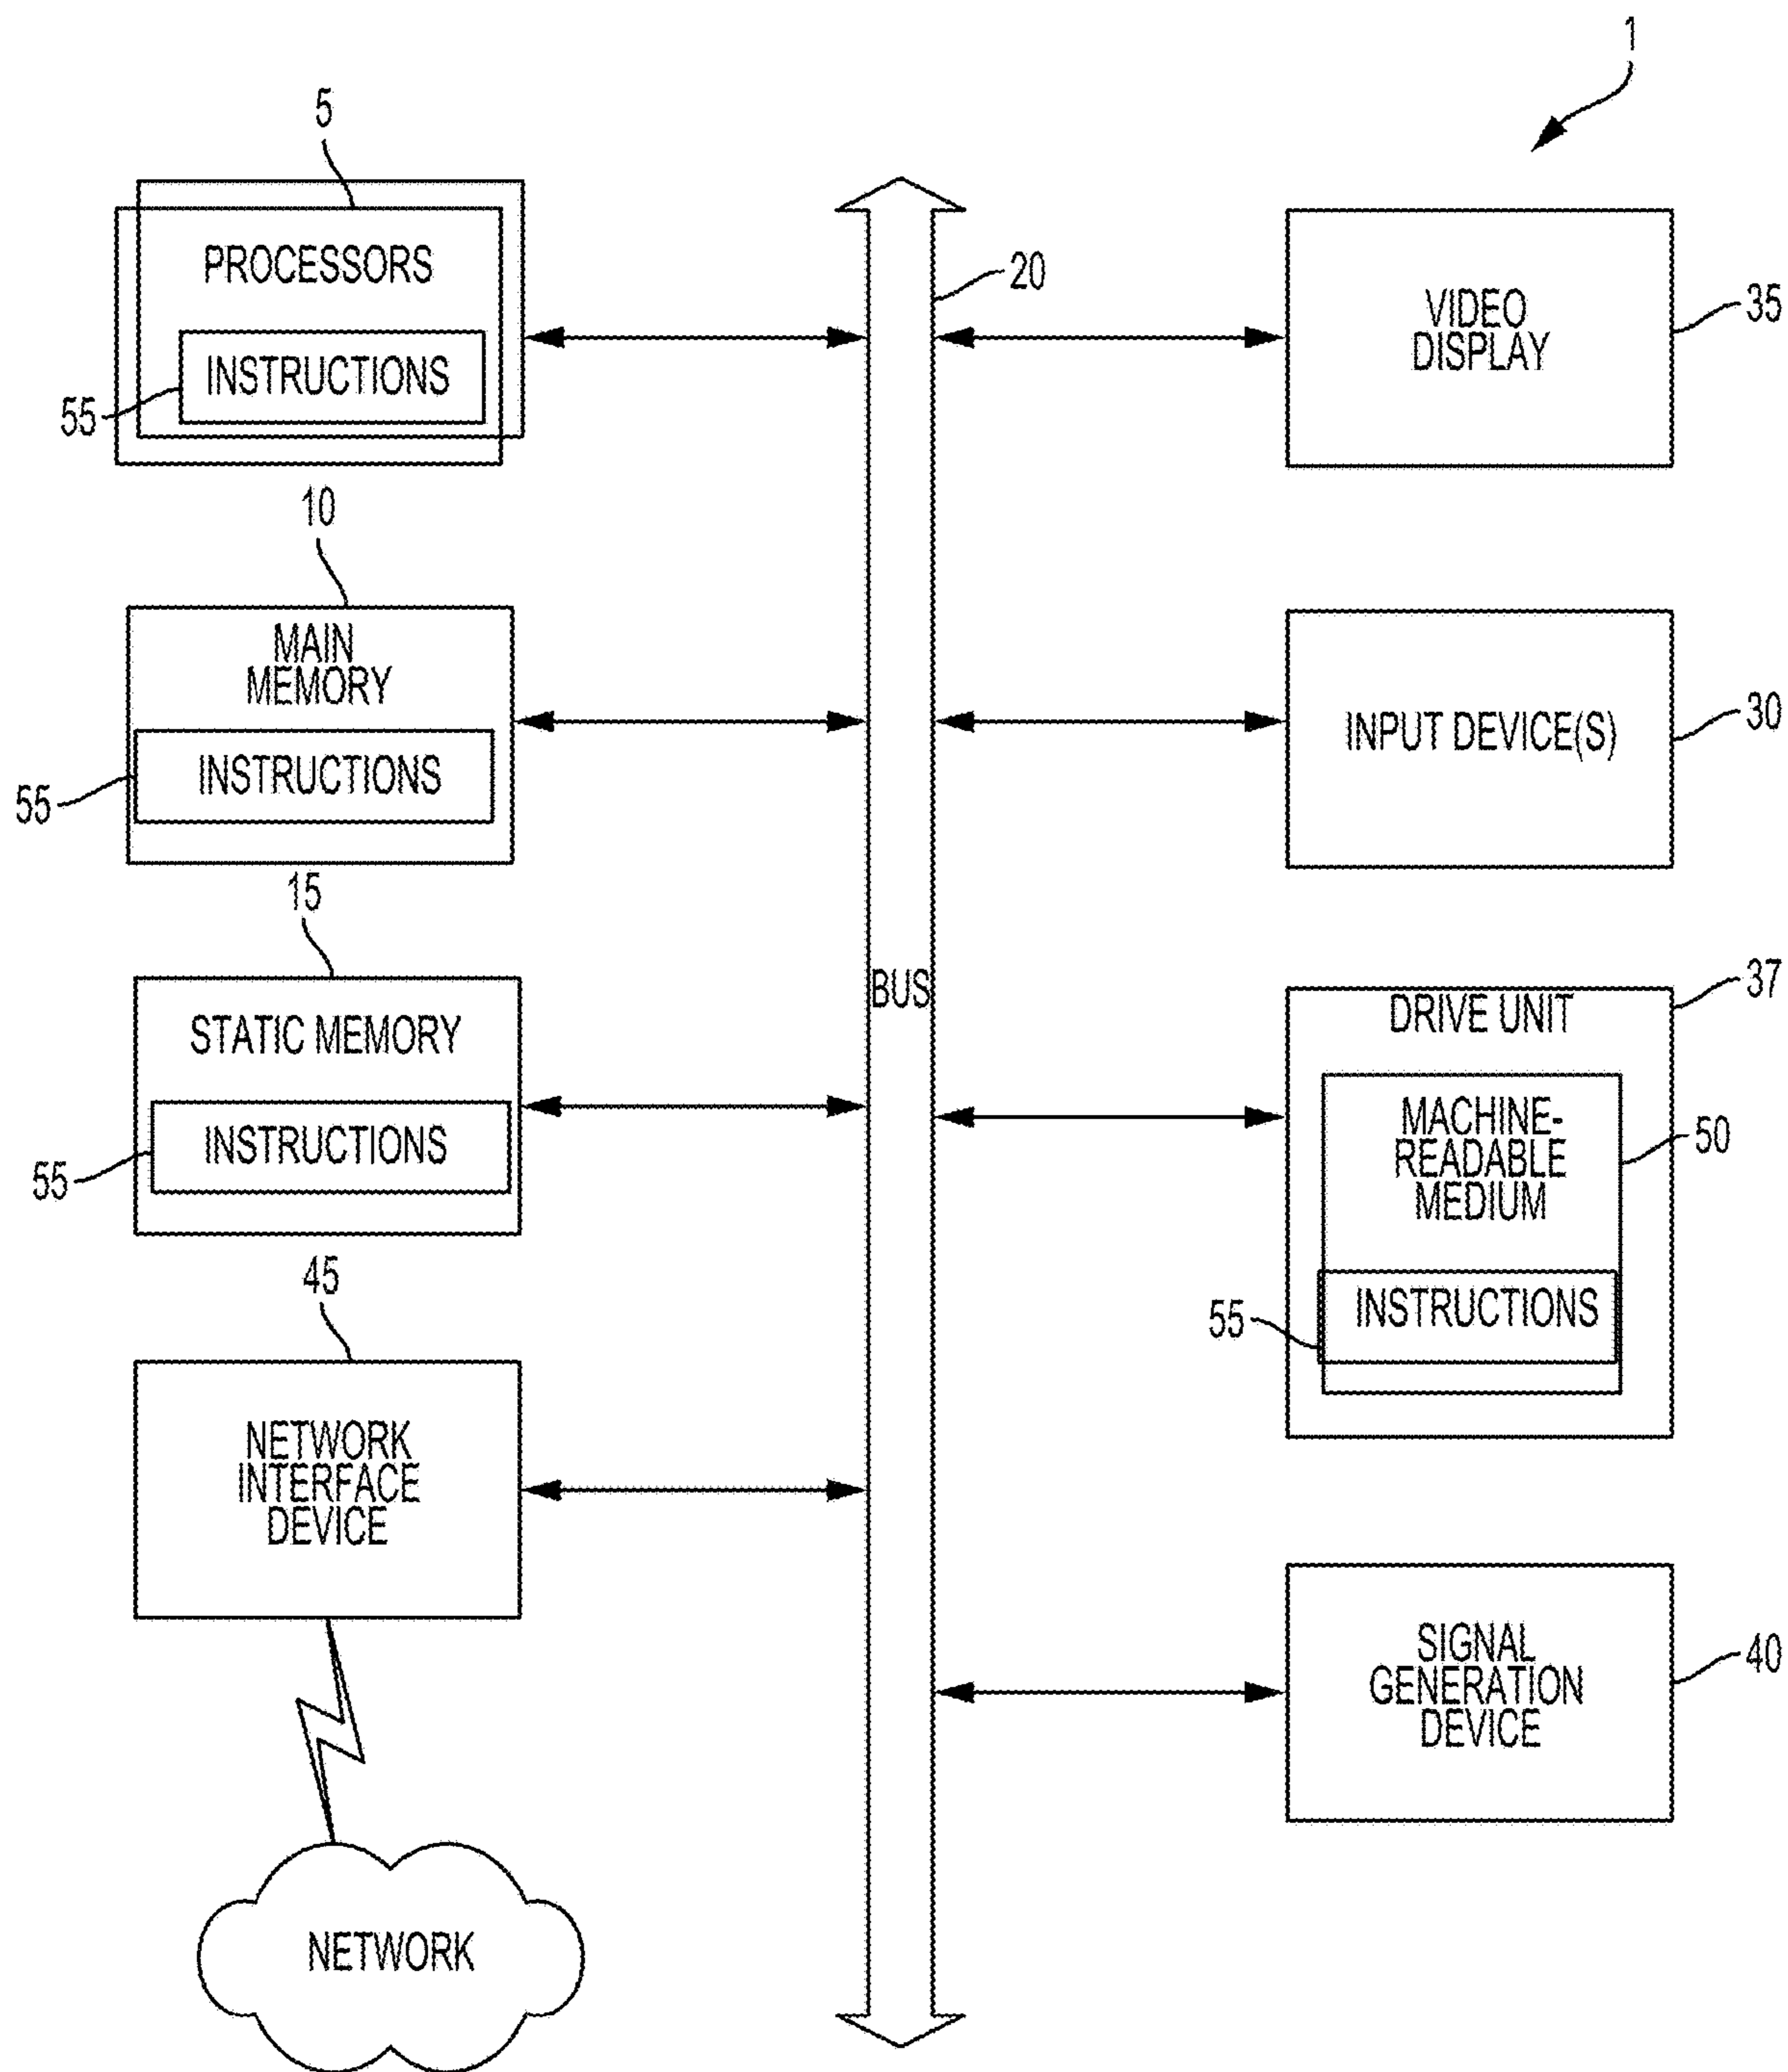 1
5
PROCESSORS
INSTRUCTIONS
55
10
MAIN
MEMORY
INSTRUCTIONS
55
15
STATIC MEMORY
INSTRUCTIONS
55
45
NETWORK
INTERFACE
DEVICE
NETWORK
20
BUS
VIDEO
DISPLAY
35
INPUT DEVICE(S)
30
37
DRIVE UNIT
MACHINE-
READABLE
MEDIUM
50
INSTRUCTIONS
55
SIGNAL
GENERATION
DEVICE
40